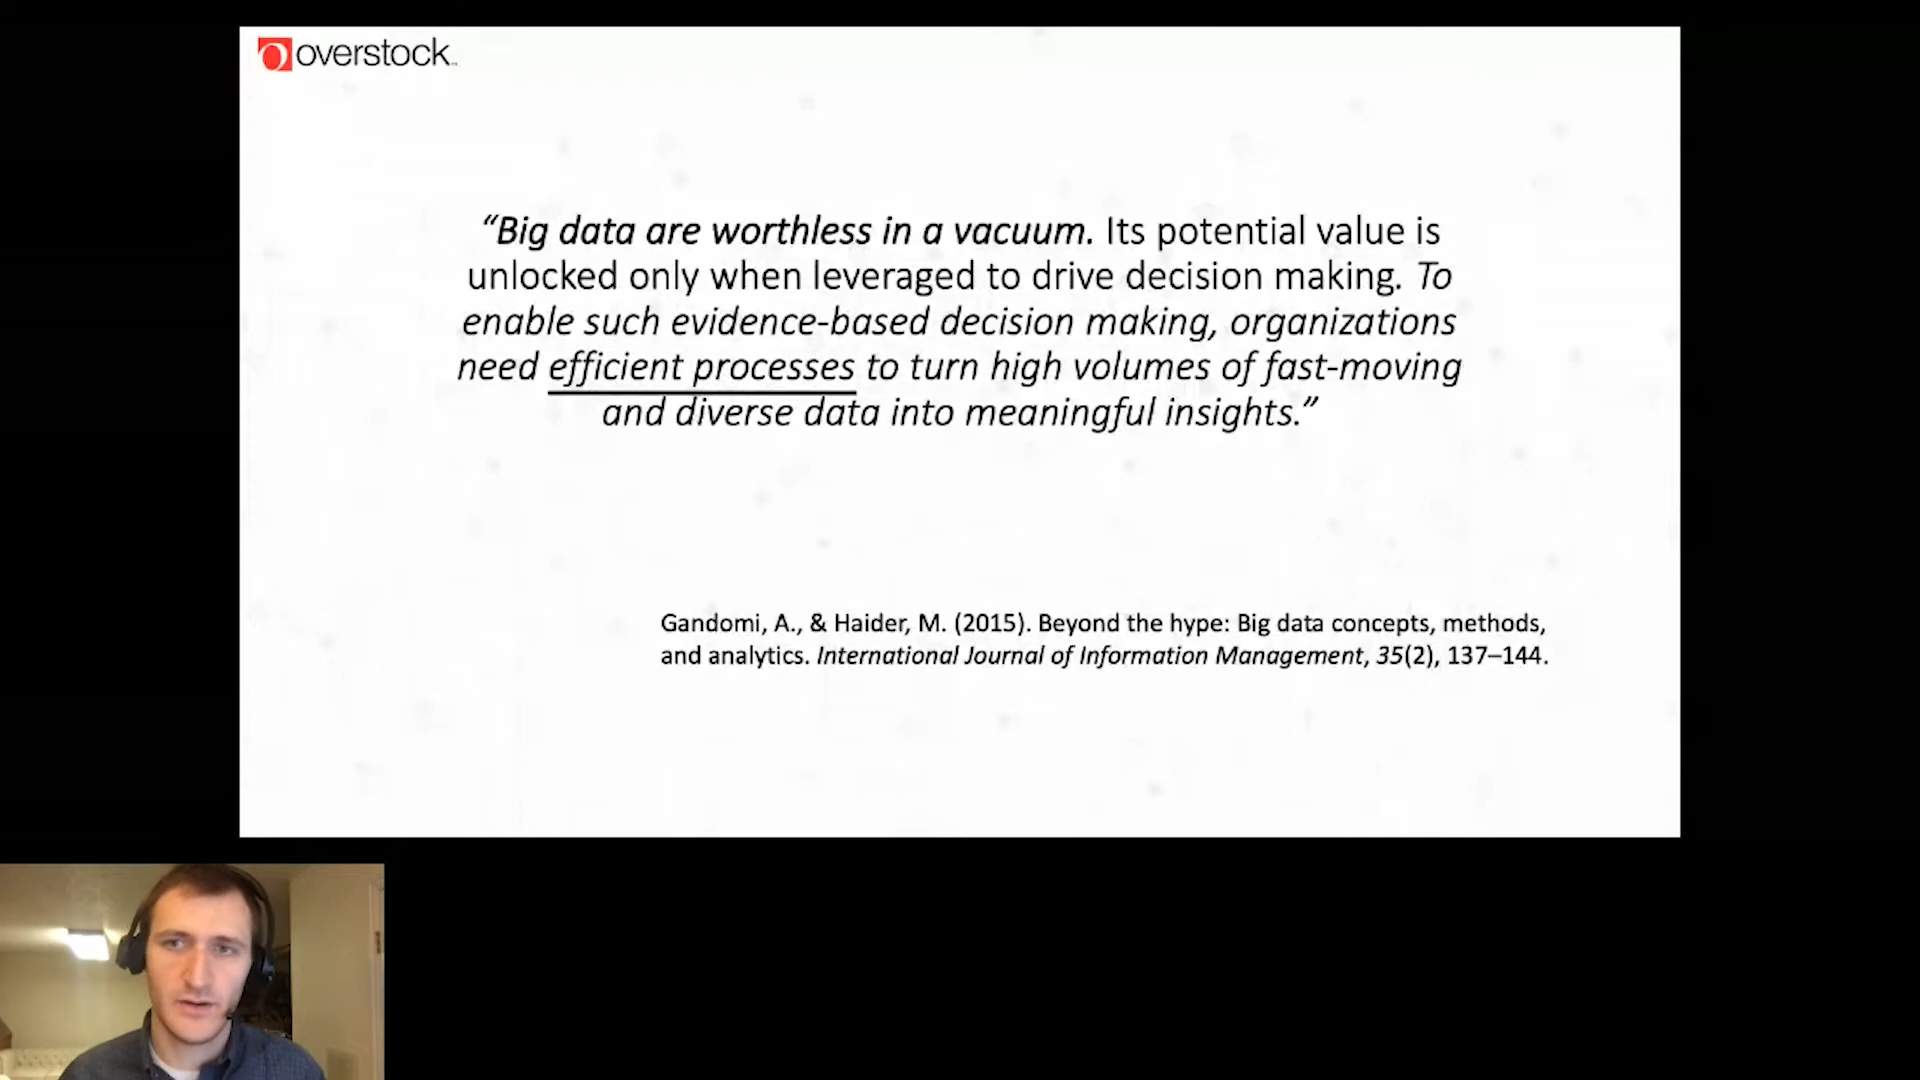 overstock™
“Big data are worthless in a vacuum. Its potential value is
unlocked only when leveraged to drive decision making. To
enable such evidence-based decision making, organizations
need efficient processes to turn high volumes of fast-moving
and diverse data into meaningful insights.”
Gandomi, A., & Haider, M. (2015). Beyond the hype: Big data concepts, methods,
and analytics. International Journal of Information Management, 35(2), 137–144.